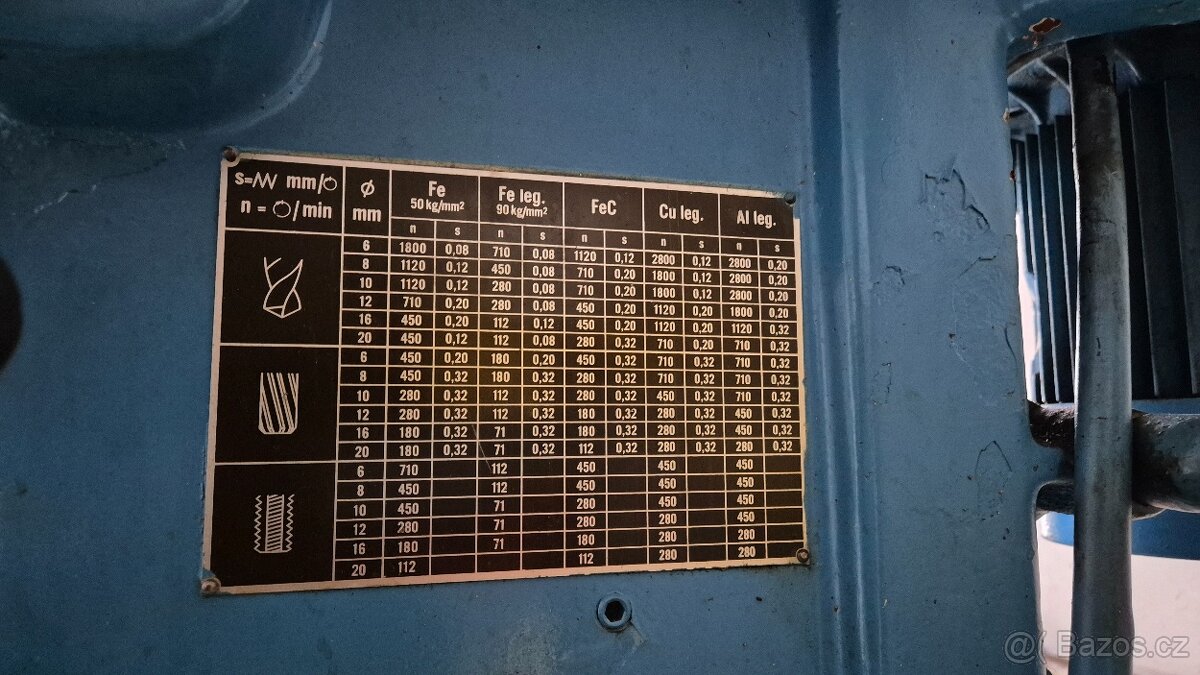 s= mm/
n = /min
ø
mm
Fe
50 kg/mm²
Fe leg.
90 kg/mm²
FeC
Cu leg.
Al leg.
n s n s n s n s n s
6 1800 0,08 710 0,08 1120 0,12 2800 0,12 2800 0,20
8 1120 0,12 450 0,08 710 0,20 1800 0,12 2800 0,20
10 1120 0,12 280 0,08 710 0,20 1800 0,12 2800 0,20
12 710 0,20 280 0,08 450 0,20 1120 0,20 1800 0,20
16 450 0,20 112 0,12 450 0,20 1120 0,20 1120 0,32
20 450 0,12 112 0,08 280 0,32 710 0,20 710 0,32
6 450 0,20 180 0,20 450 0,32 710 0,32 710 0,32
8 450 0,32 180 0,32 280 0,32 710 0,32 710 0,32
10 280 0,32 112 0,32 280 0,32 450 0,32 710 0,32
12 280 0,32 112 0,32 180 0,32 280 0,32 450 0,32
16 180 0,32 71 0,32 180 0,32 280 0,32 450 0,32
20 180 0,32 71 0,32 112 0,32 280 0,32 280 0,32
6 710 112 450 450 450
8 450 112 450 450 450
10 450 71 280 450 450
12 280 71 280 280 450
16 180 71 180 280 280
20 112 112 280 280
Bazos.cz